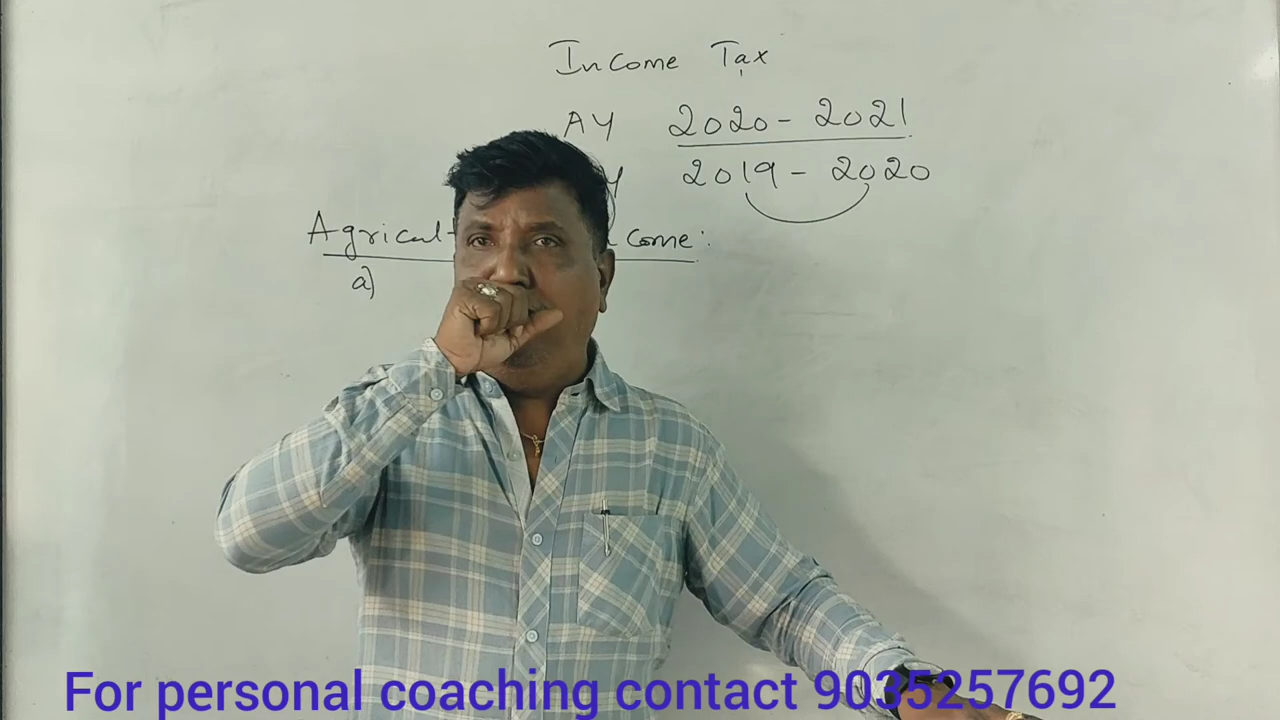 Income Tax
AY 2020 - 2021
2019 - 2020
a)
For personal coaching contact 9035257692